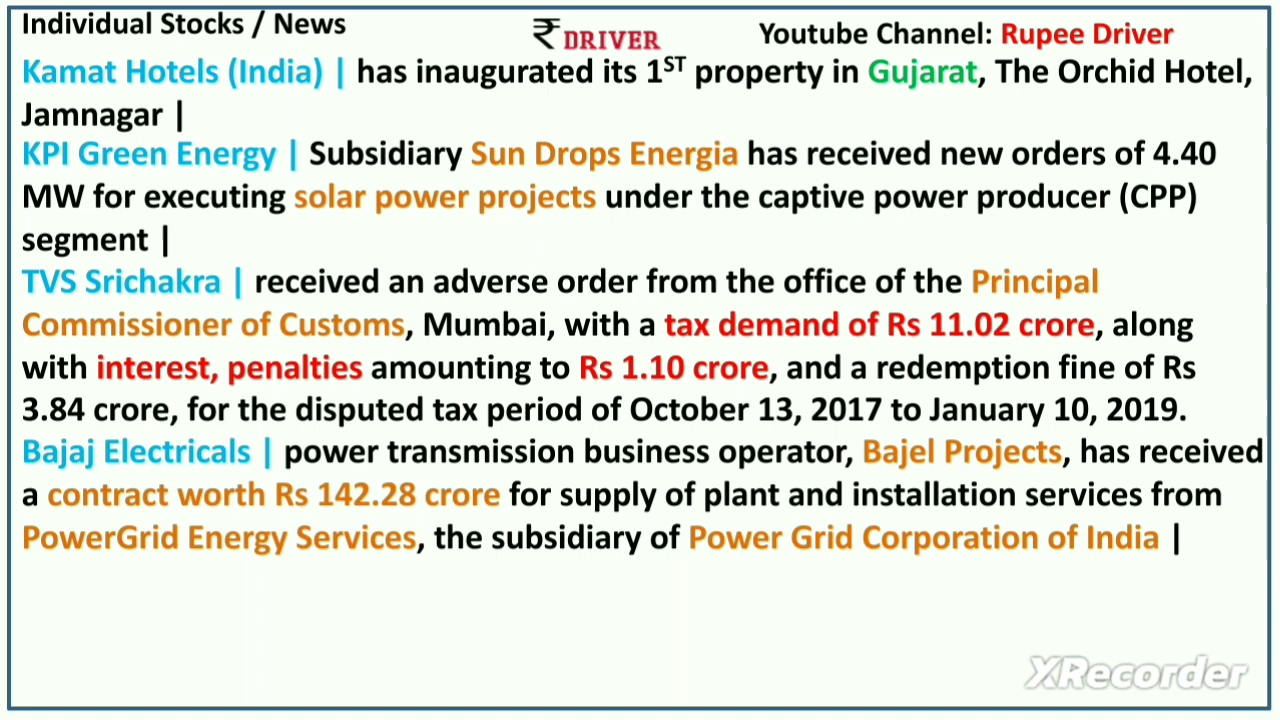 Individual Stocks / News
₹ DRIVER
Youtube Channel: Rupee Driver
Kamat Hotels (India) | has inaugurated its 1ST property in Gujarat, The Orchid Hotel,
Jamnagar |
KPI Green Energy | Subsidiary Sun Drops Energia has received new orders of 4.40
MW for executing solar power projects under the captive power producer (CPP)
segment |
TVS Srichakra | received an adverse order from the office of the Principal
Commissioner of Customs, Mumbai, with a tax demand of Rs 11.02 crore, along
with interest, penalties amounting to Rs 1.10 crore, and a redemption fine of Rs
3.84 crore, for the disputed tax period of October 13, 2017 to January 10, 2019.
Bajaj Electricals | power transmission business operator, Bajel Projects, has received
a contract worth Rs 142.28 crore for supply of plant and installation services from
PowerGrid Energy Services, the subsidiary of Power Grid Corporation of India |
XRecorder